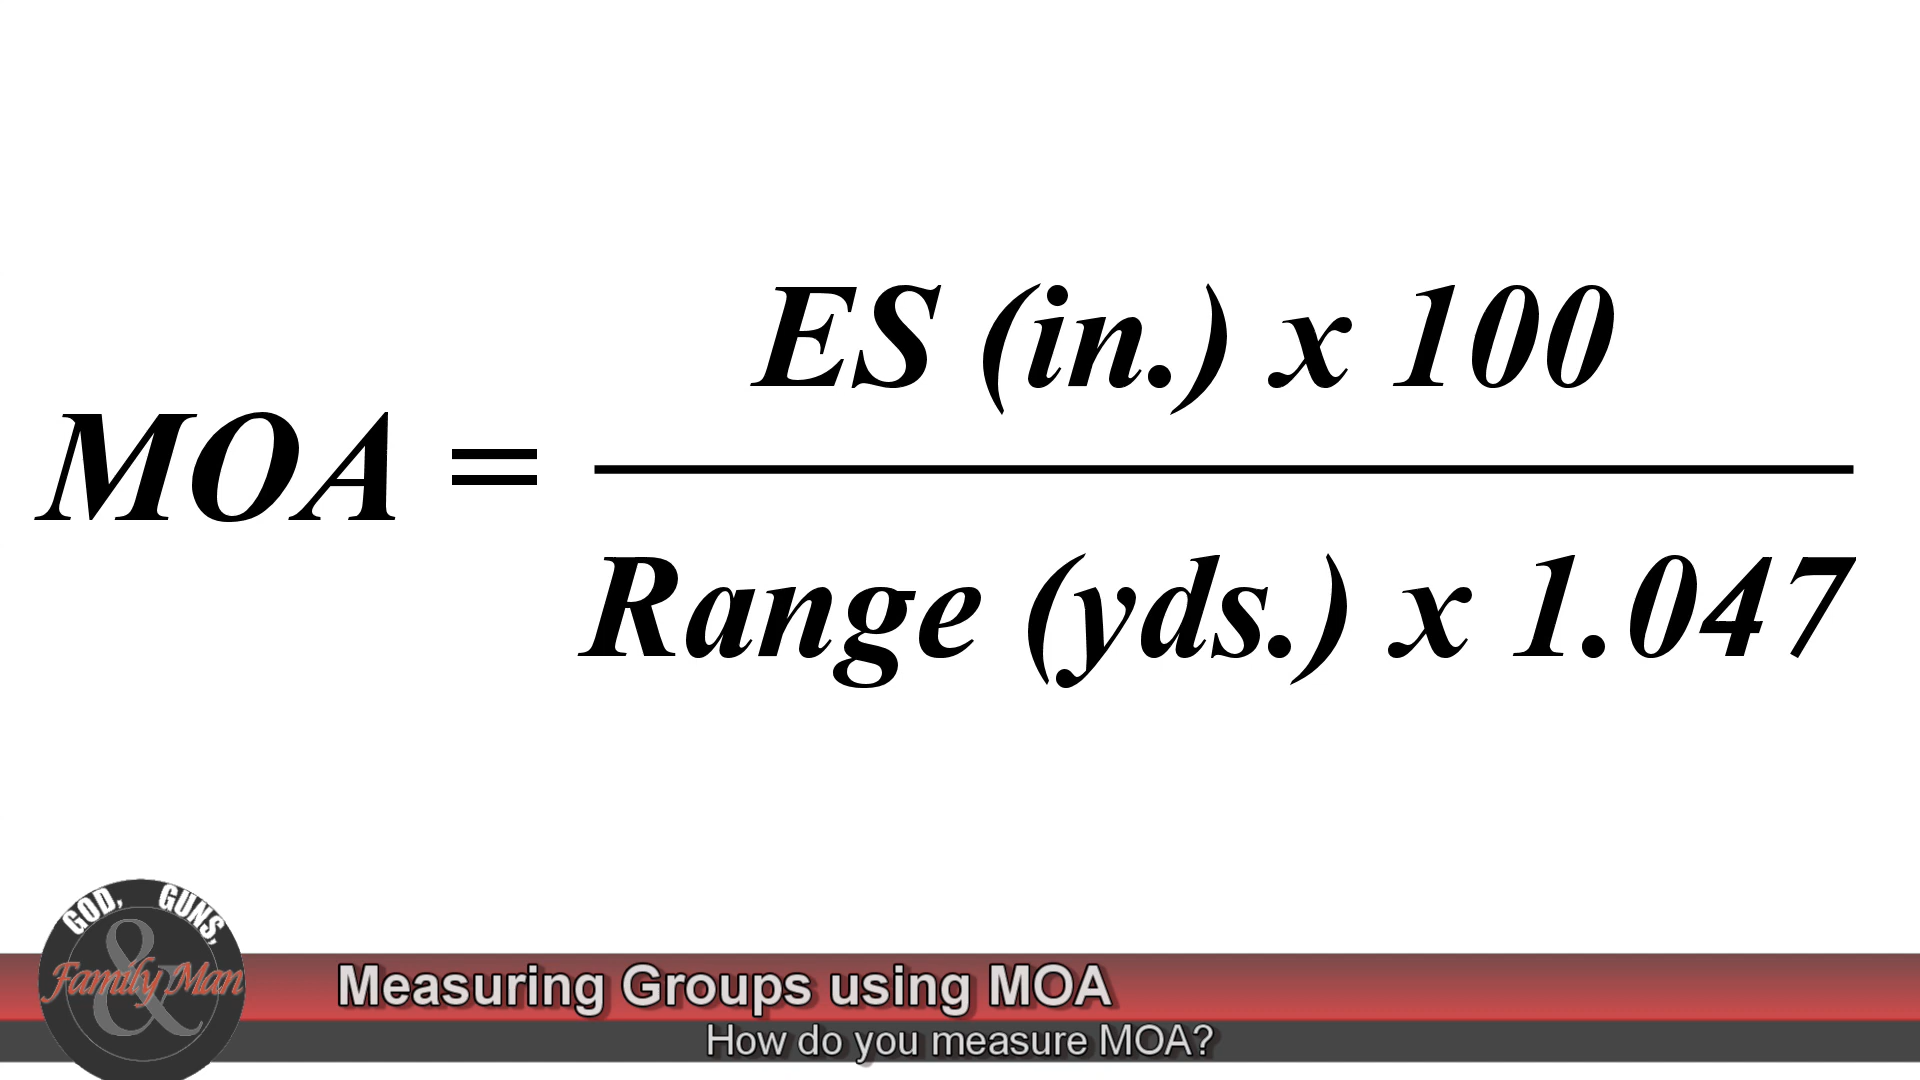 MOA =
ES (in.) x 100
Range (yds.) x 1.047
GOD, GUNS,
&
Family Man
Measuring Groups using MOA
How do you measure MOA?